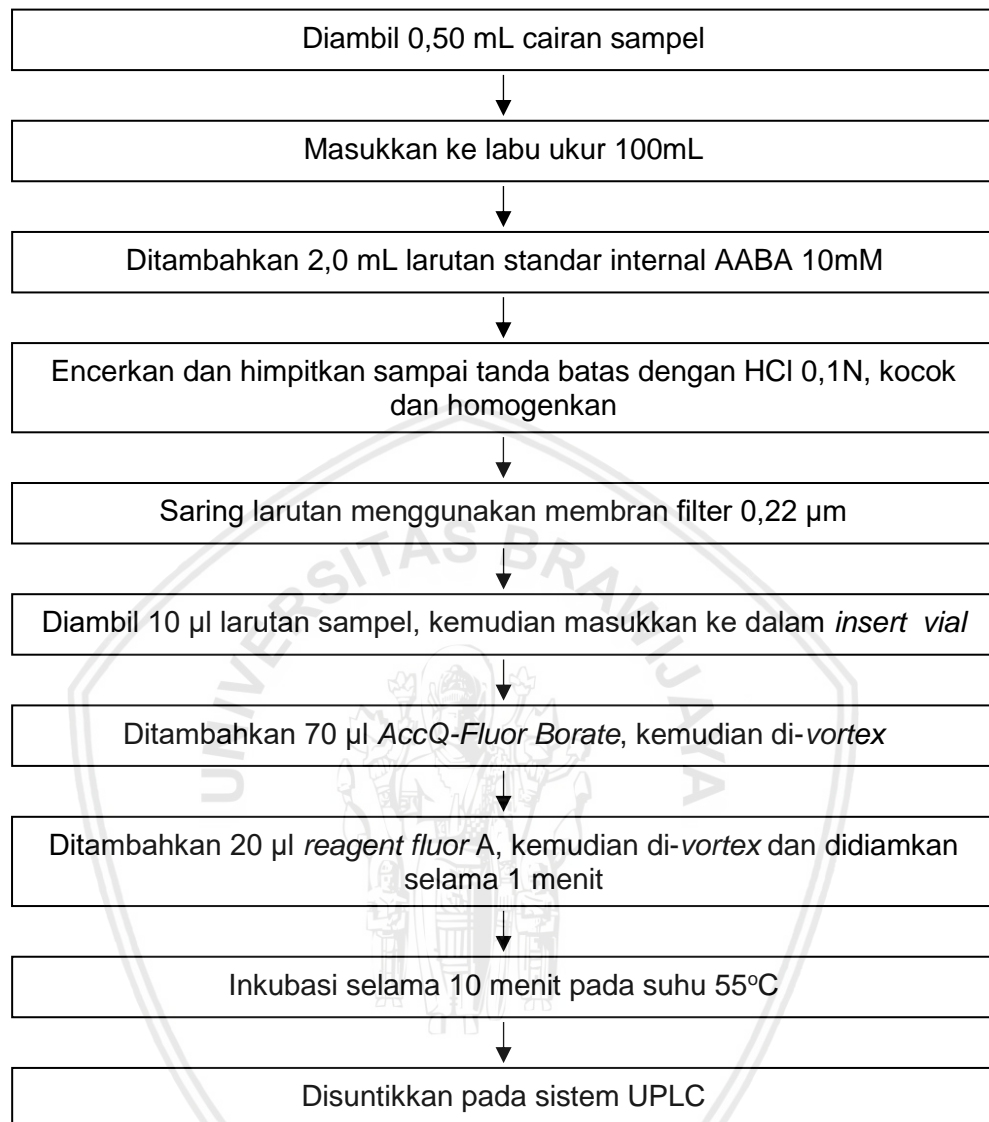 Diambil 0,50 mL cairan sampel
Masukkan ke labu ukur 100mL
Ditambahkan 2,0 mL larutan standar internal AABA 10mM
Encerkan dan himpitkan sampai tanda batas dengan HCl 0,1N, kocok
dan homogenkan
Saring larutan menggunakan membran filter 0,22 µm
Diambil 10 µl larutan sampel, kemudian masukkan ke dalam insert vial
Ditambahkan 70 µl AccQ-Fluor Borate, kemudian di-vortex
Ditambahkan 20 µl reagent fluor A, kemudian di-vortex dan didiamkan
selama 1 menit
Inkubasi selama 10 menit pada suhu 55°C
Disuntikkan pada sistem UPLC
UNIVERSITAS BRAWIJAYA